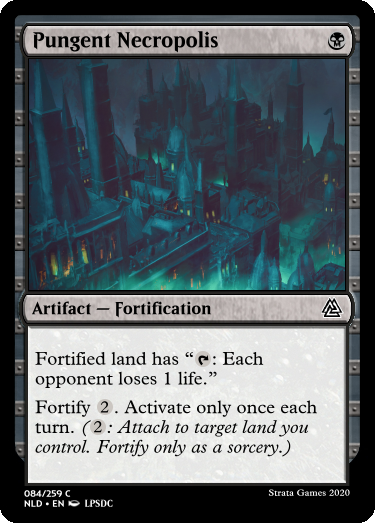 Pungent Necropolis
Artifact — Fortification
Fortified land has “: Each
opponent loses 1 life.”
Fortify 2. Activate only once each
turn. (2: Attach to target land you
control. Fortify only as a sorcery.)
084/259 C
Strata Games 2020
NLD • EN LPSDC